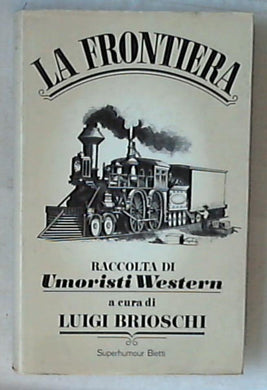 LA FRONTIERA
RACCOLTA DI
Umoristi Western
a cura di
LUIGI BRIOSCHI
Superhumour Bietti